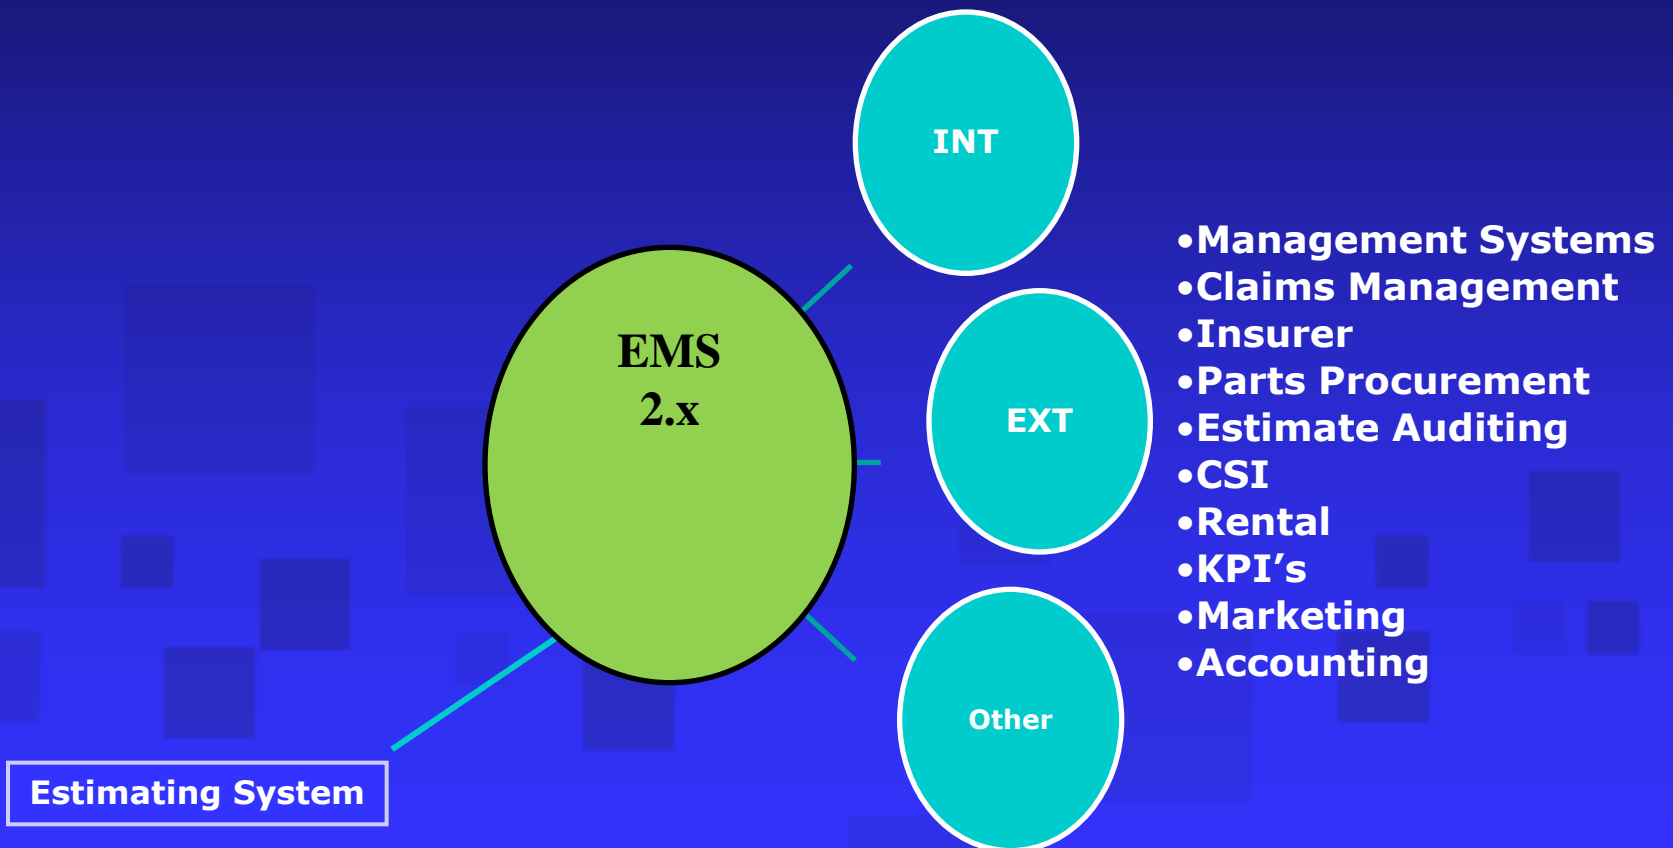 INT
EMS
2.x
EXT
Other
Estimating System
•Management Systems
•Claims Management
•Insurer
•Parts Procurement
•Estimate Auditing
•CSI
•Rental
•KPI’s
•Marketing
•Accounting